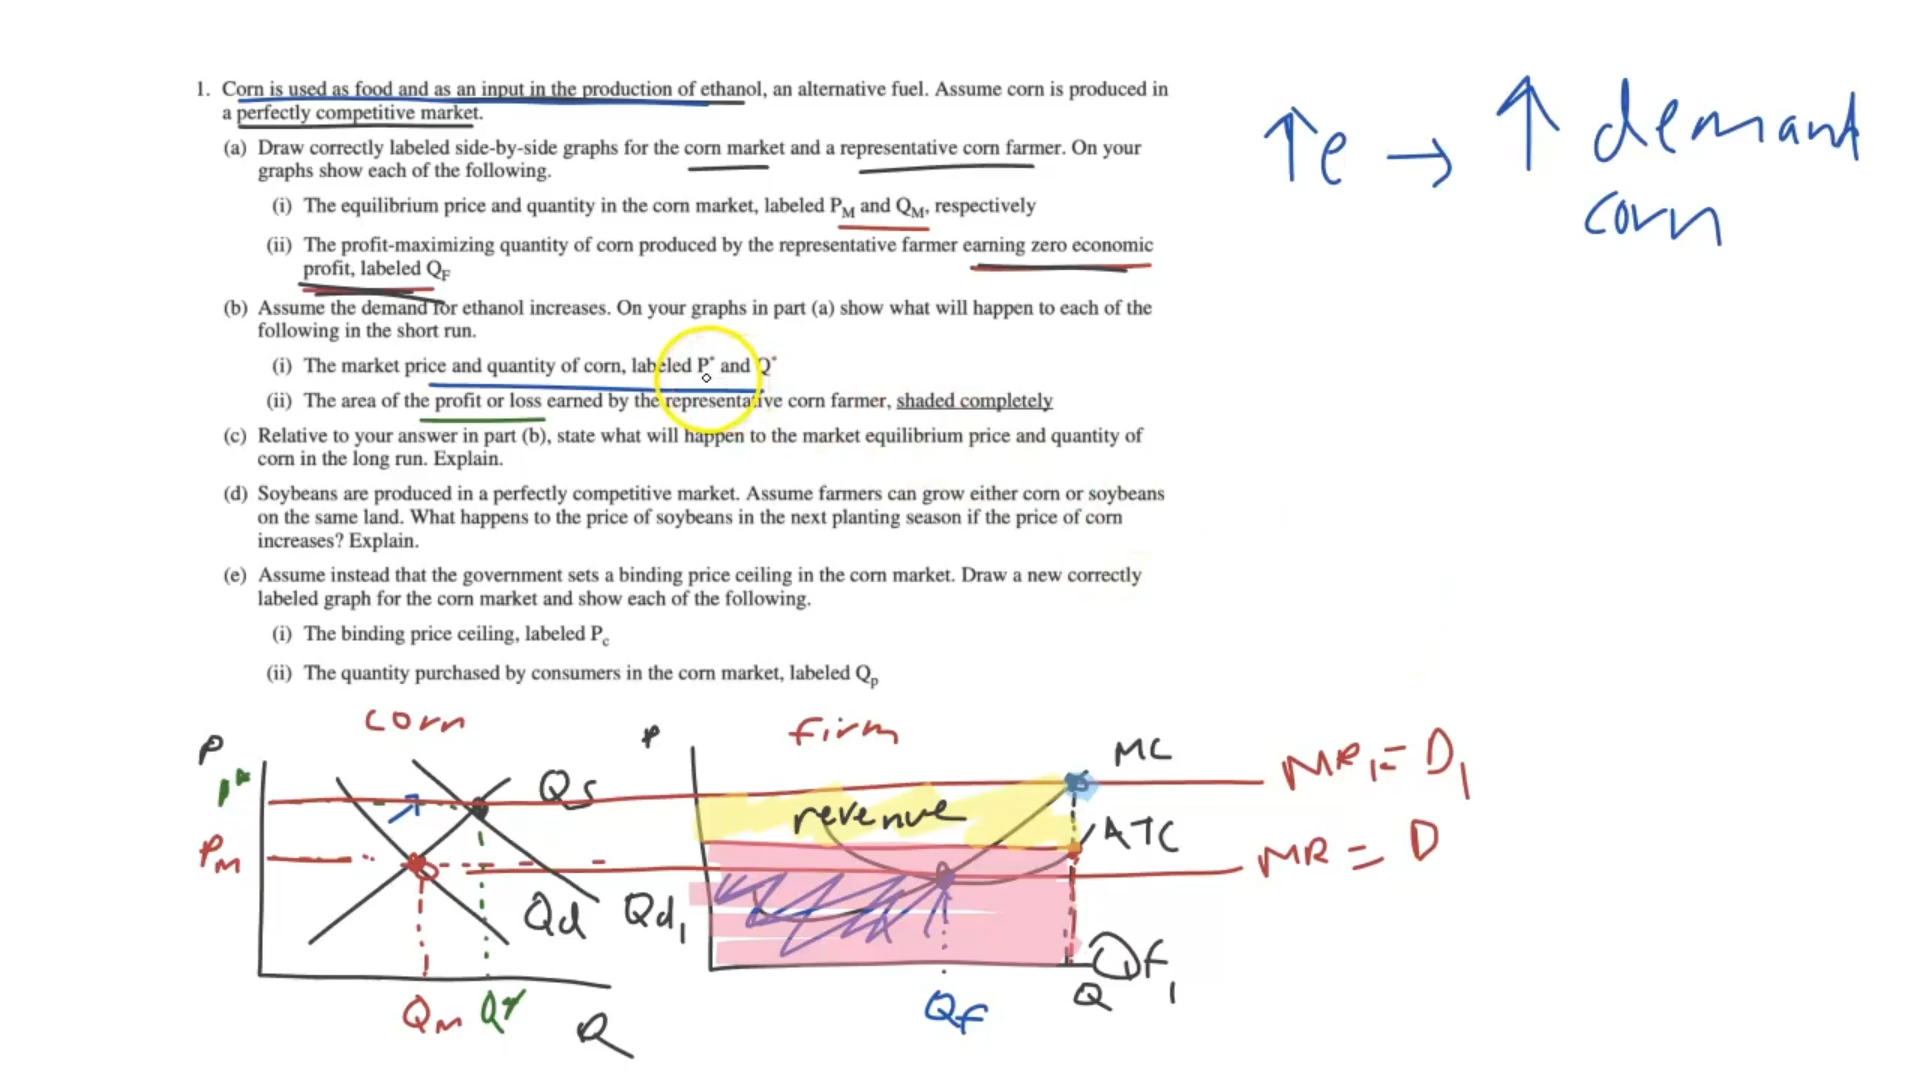 1. Corn is used as food and as an input in the production of ethanol, an alternative fuel. Assume corn is produced in
a perfectly competitive market.
(a) Draw correctly labeled side-by-side graphs for the corn market and a representative corn farmer. On your
graphs show each of the following.
(i) The equilibrium price and quantity in the corn market, labeled PM and QM, respectively
(ii) The profit-maximizing quantity of corn produced by the representative farmer earning zero economic
profit, labeled QF
(b) Assume the demand for ethanol increases. On your graphs in part (a) show what will happen to each of the
following in the short run.
(i) The market price and quantity of corn, labeled P* and Q*
(ii) The area of the profit or loss earned by the representative corn farmer, shaded completely
(c) Relative to your answer in part (b), state what will happen to the market equilibrium price and quantity of
corn in the long run. Explain.
(d) Soybeans are produced in a perfectly competitive market. Assume farmers can grow either corn or soybeans
on the same land. What happens to the price of soybeans in the next planting season if the price of corn
increases? Explain.
(e) Assume instead that the government sets a binding price ceiling in the corn market. Draw a new correctly
labeled graph for the corn market and show each of the following.
(i) The binding price ceiling, labeled Pc
(ii) The quantity purchased by consumers in the corn market, labeled Qp
↑e → ↑ demand
corn
corn
P
P*
PM
Qs
Qd
Qd1
QM
Q*
Q
firm
P
MC
MR1 = D1
revenue
ATC
MR = D
QF1
Q
QF